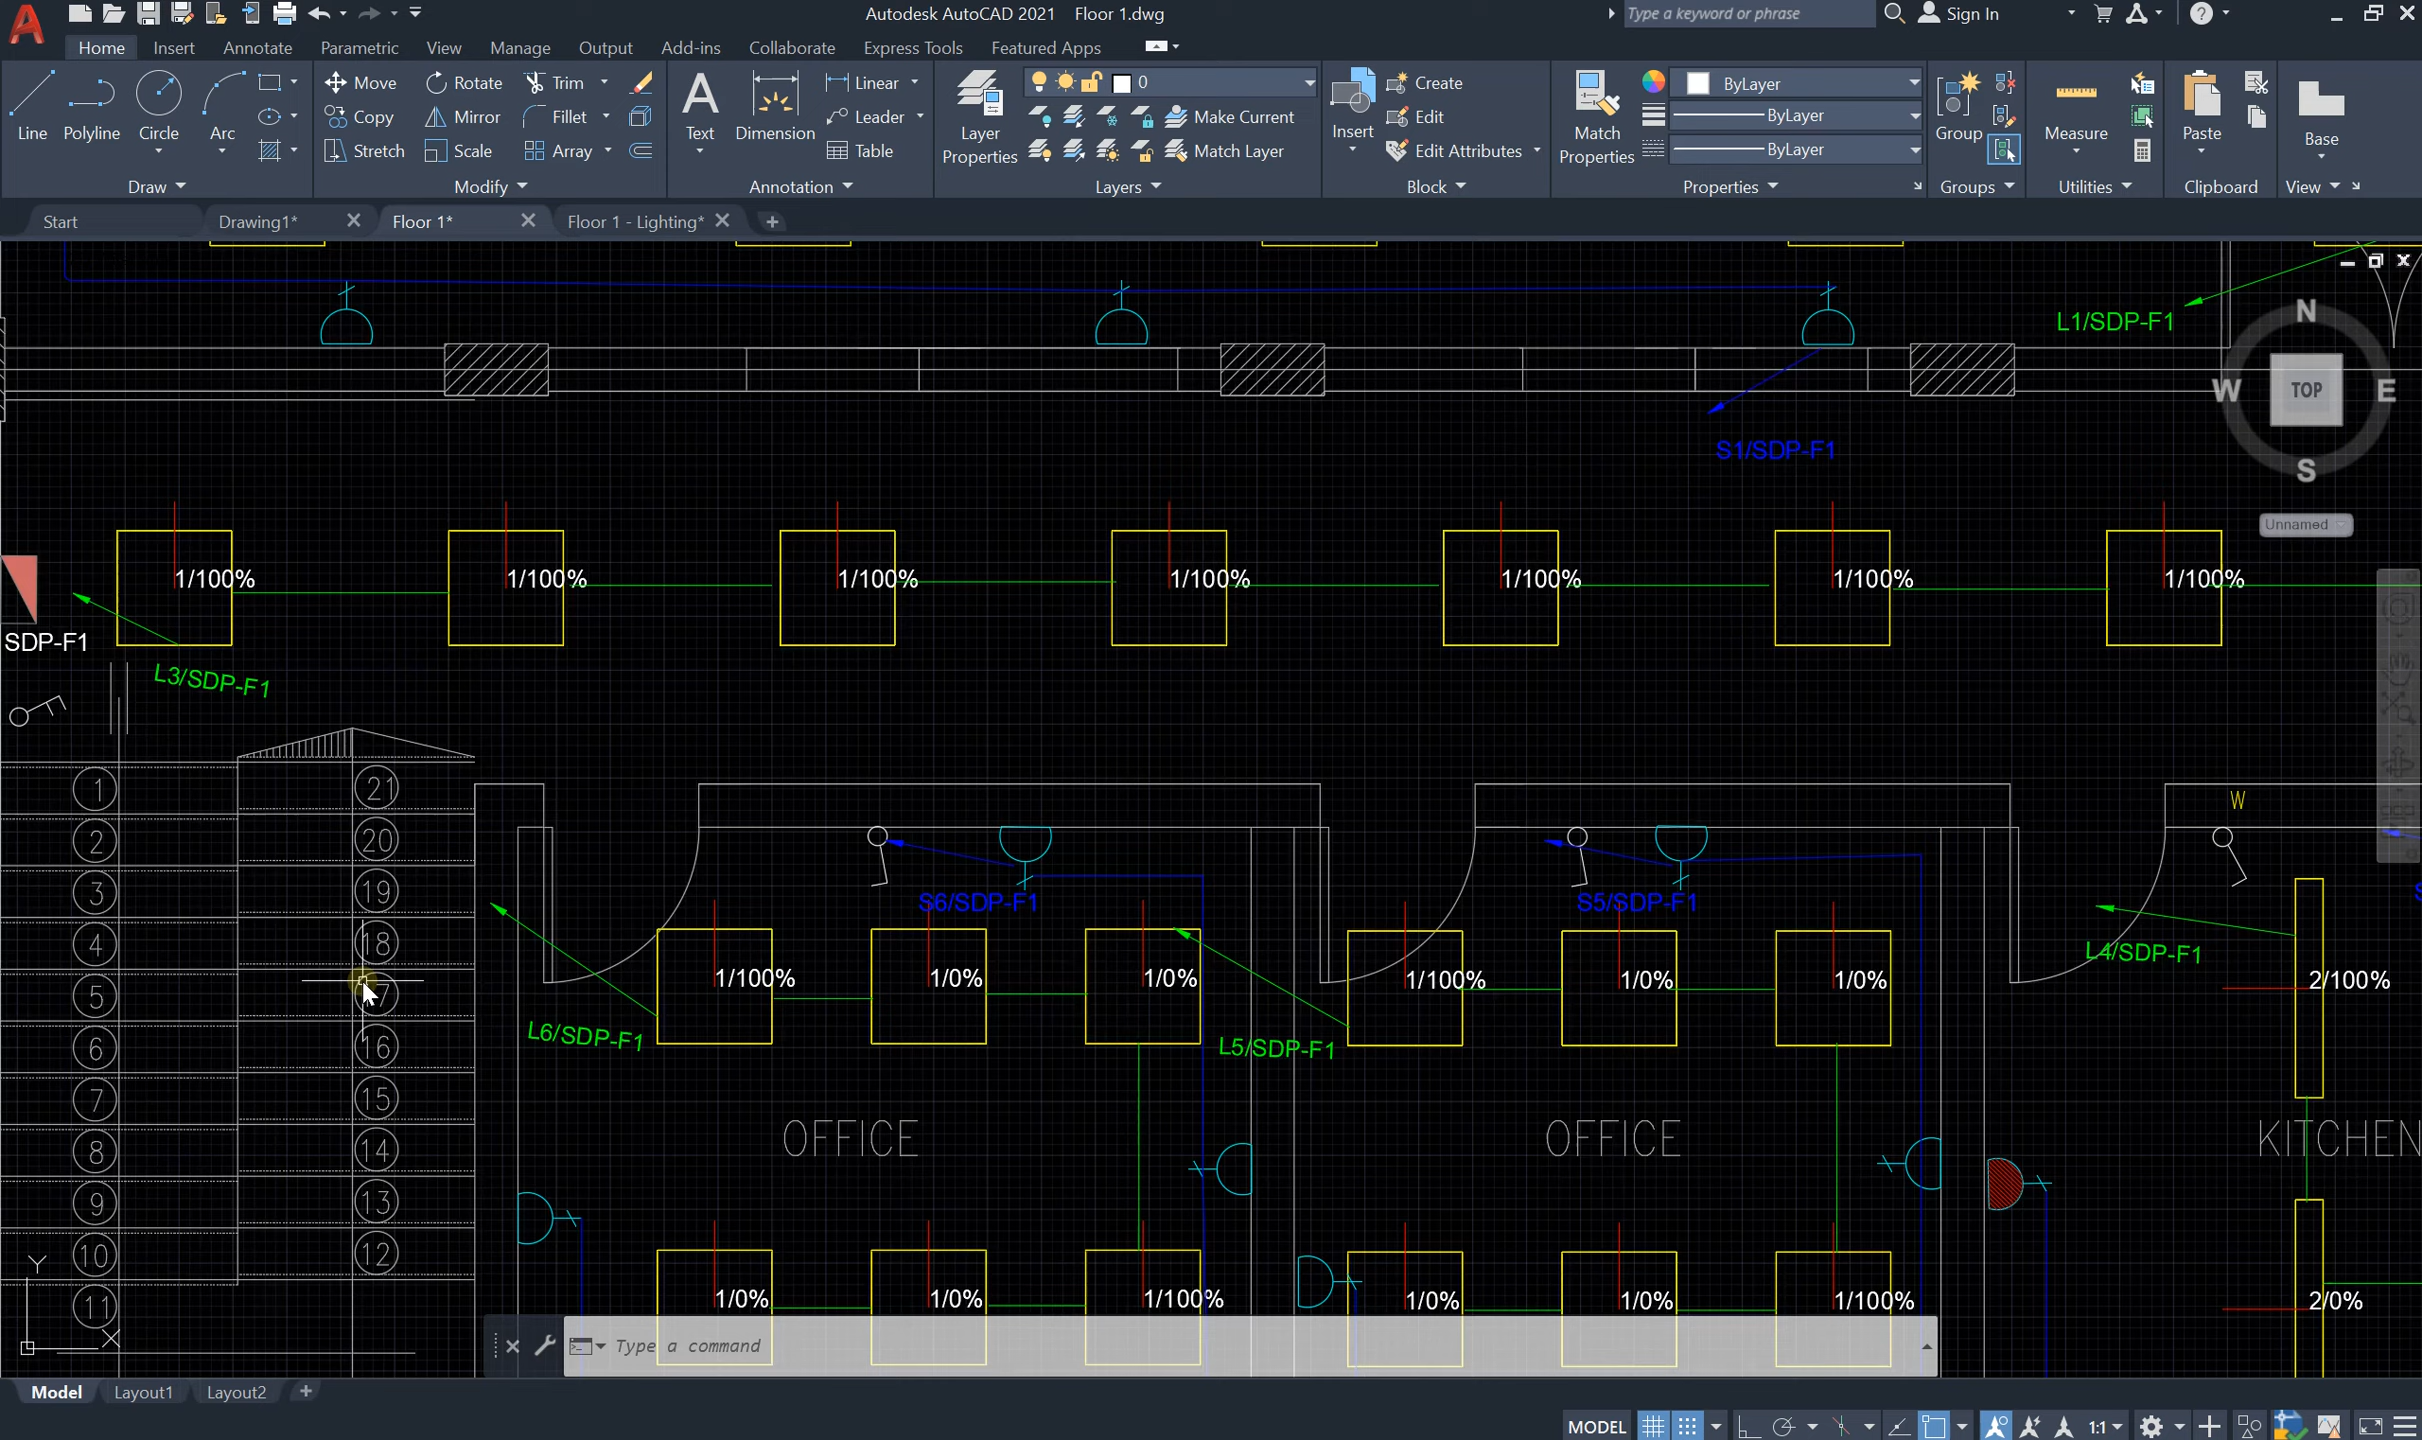 Autodesk AutoCAD 2021 Floor 1.dwg
Type a keyword or phrase
Sign In
Home Insert Annotate Parametric View Manage Output Add-ins Collaborate Express Tools Featured Apps
Line Polyline Circle Arc
Draw
Move Rotate Trim
Copy Mirror Fillet
Stretch Scale Array
Modify
Text Dimension
Linear
Leader
Table
Annotation
Layer Properties
0
Make Current
Match Layer
Layers
Insert
Create
Edit
Edit Attributes
Block
Match Properties
ByLayer
ByLayer
ByLayer
Properties
Group
Groups
Measure
Utilities
Paste
Clipboard
Base
View
Start Drawing1* Floor 1* Floor 1 - Lighting*
L1/SDP-F1
N
W TOP E
S
Unnamed
S1/SDP-F1
1/100% 1/100% 1/100% 1/100% 1/100% 1/100% 1/100%
SDP-F1
L3/SDP-F1
1 21
2 20
3 19
4 18
5
6 16
7 15
8 14
9 13
10 12
11
W
S6/SDP-F1 S5/SDP-F1
L4/SDP-F1
1/100% 1/0% 1/0% 1/100% 1/0% 1/0% 2/100%
L6/SDP-F1 L5/SDP-F1
OFFICE OFFICE KITCHEN
1/0% 1/0% 1/100% 1/0% 1/0% 1/100% 2/0%
Y
X
Type a command
Model Layout1 Layout2
MODEL 1:1